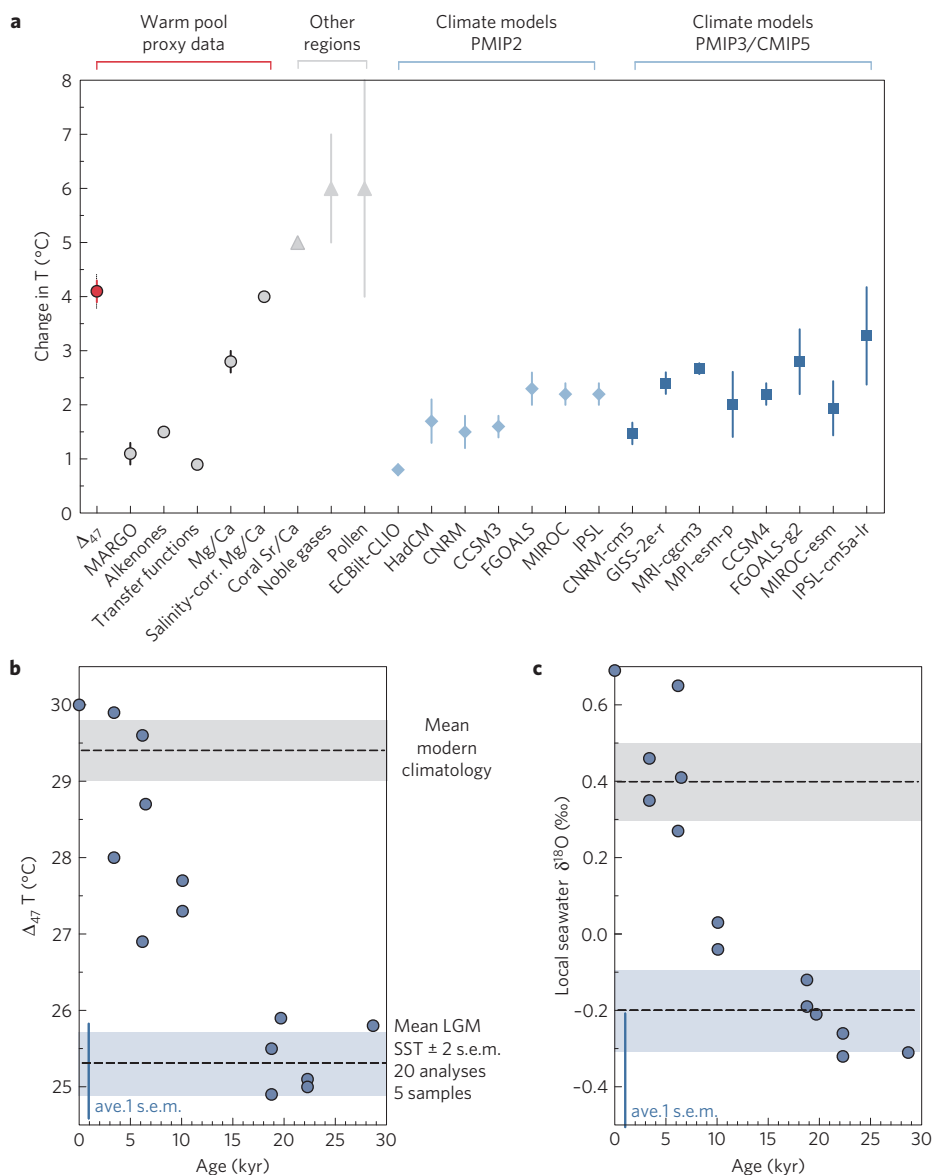 a
Warm pool
proxy data
Other
regions
Climate models
PMIP2
Climate models
PMIP3/CMIP5
Change in T (°C)
8
7
6
5
4
3
2
1
0
Δ47
MARGO
Alkenones
Transfer functions
Mg/Ca
Salinity-corr. Mg/Ca
Coral Sr/Ca
Noble gases
Pollen
ECBilt-CLIO
HadCM
CNRM
CCSM3
FGOALS
MIROC
IPSL
CNRM-cm5
GISS-2e-r
MRI-cgcm3
MPI-esm-p
CCSM4
FGOALS-g2
MIROC-esm
IPSL-cm5a-lr
b
Δ47 T (°C)
30
29
28
27
26
25
Mean
modern
climatology
Mean LGM
SST ± 2 s.e.m.
20 analyses
5 samples
ave.1 s.e.m.
0 5 10 15 20 25 30
Age (kyr)
c
Local seawater δ18O (‰)
0.6
0.4
0.2
0.0
-0.2
-0.4
ave.1 s.e.m.
0 5 10 15 20 25 30
Age (kyr)